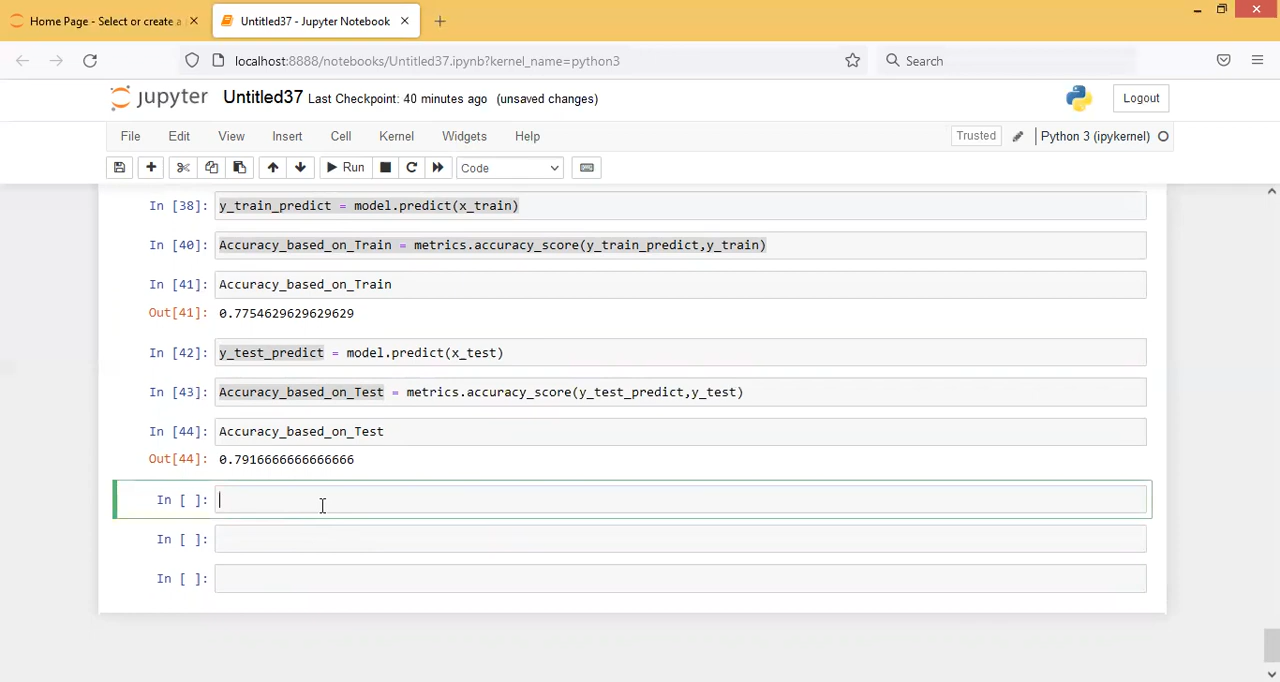 Home Page - Select or create a
Untitled37 - Jupyter Notebook
localhost:8888/notebooks/Untitled37.ipynb?kernel_name=python3
Search
jupyter Untitled37 Last Checkpoint: 40 minutes ago (unsaved changes)
Logout
File Edit View Insert Cell Kernel Widgets Help
Trusted
Python 3 (ipykernel)
Run
Code
In [38]: y_train_predict = model.predict(x_train)
In [40]: Accuracy_based_on_Train = metrics.accuracy_score(y_train_predict,y_train)
In [41]: Accuracy_based_on_Train
Out[41]: 0.7754629629629629
In [42]: y_test_predict = model.predict(x_test)
In [43]: Accuracy_based_on_Test = metrics.accuracy_score(y_test_predict,y_test)
In [44]: Accuracy_based_on_Test
Out[44]: 0.7916666666666666
In [ ]:
In [ ]:
In [ ]: